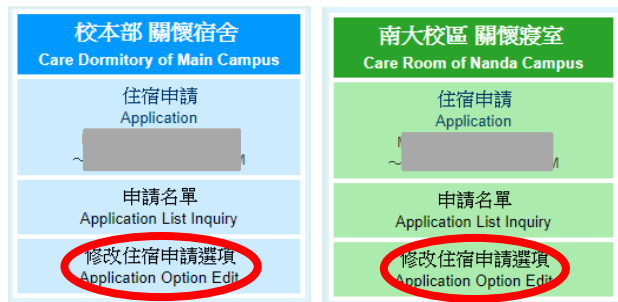 校本部 關懷宿舍
Care Dormitory of Main Campus
住宿申請
Application
～
申請名單
Application List Inquiry
修改住宿申請選項
Application Option Edit
南大校區 關懷寢室
Care Room of Nanda Campus
住宿申請
Application
～
申請名單
Application List Inquiry
修改住宿申請選項
Application Option Edit